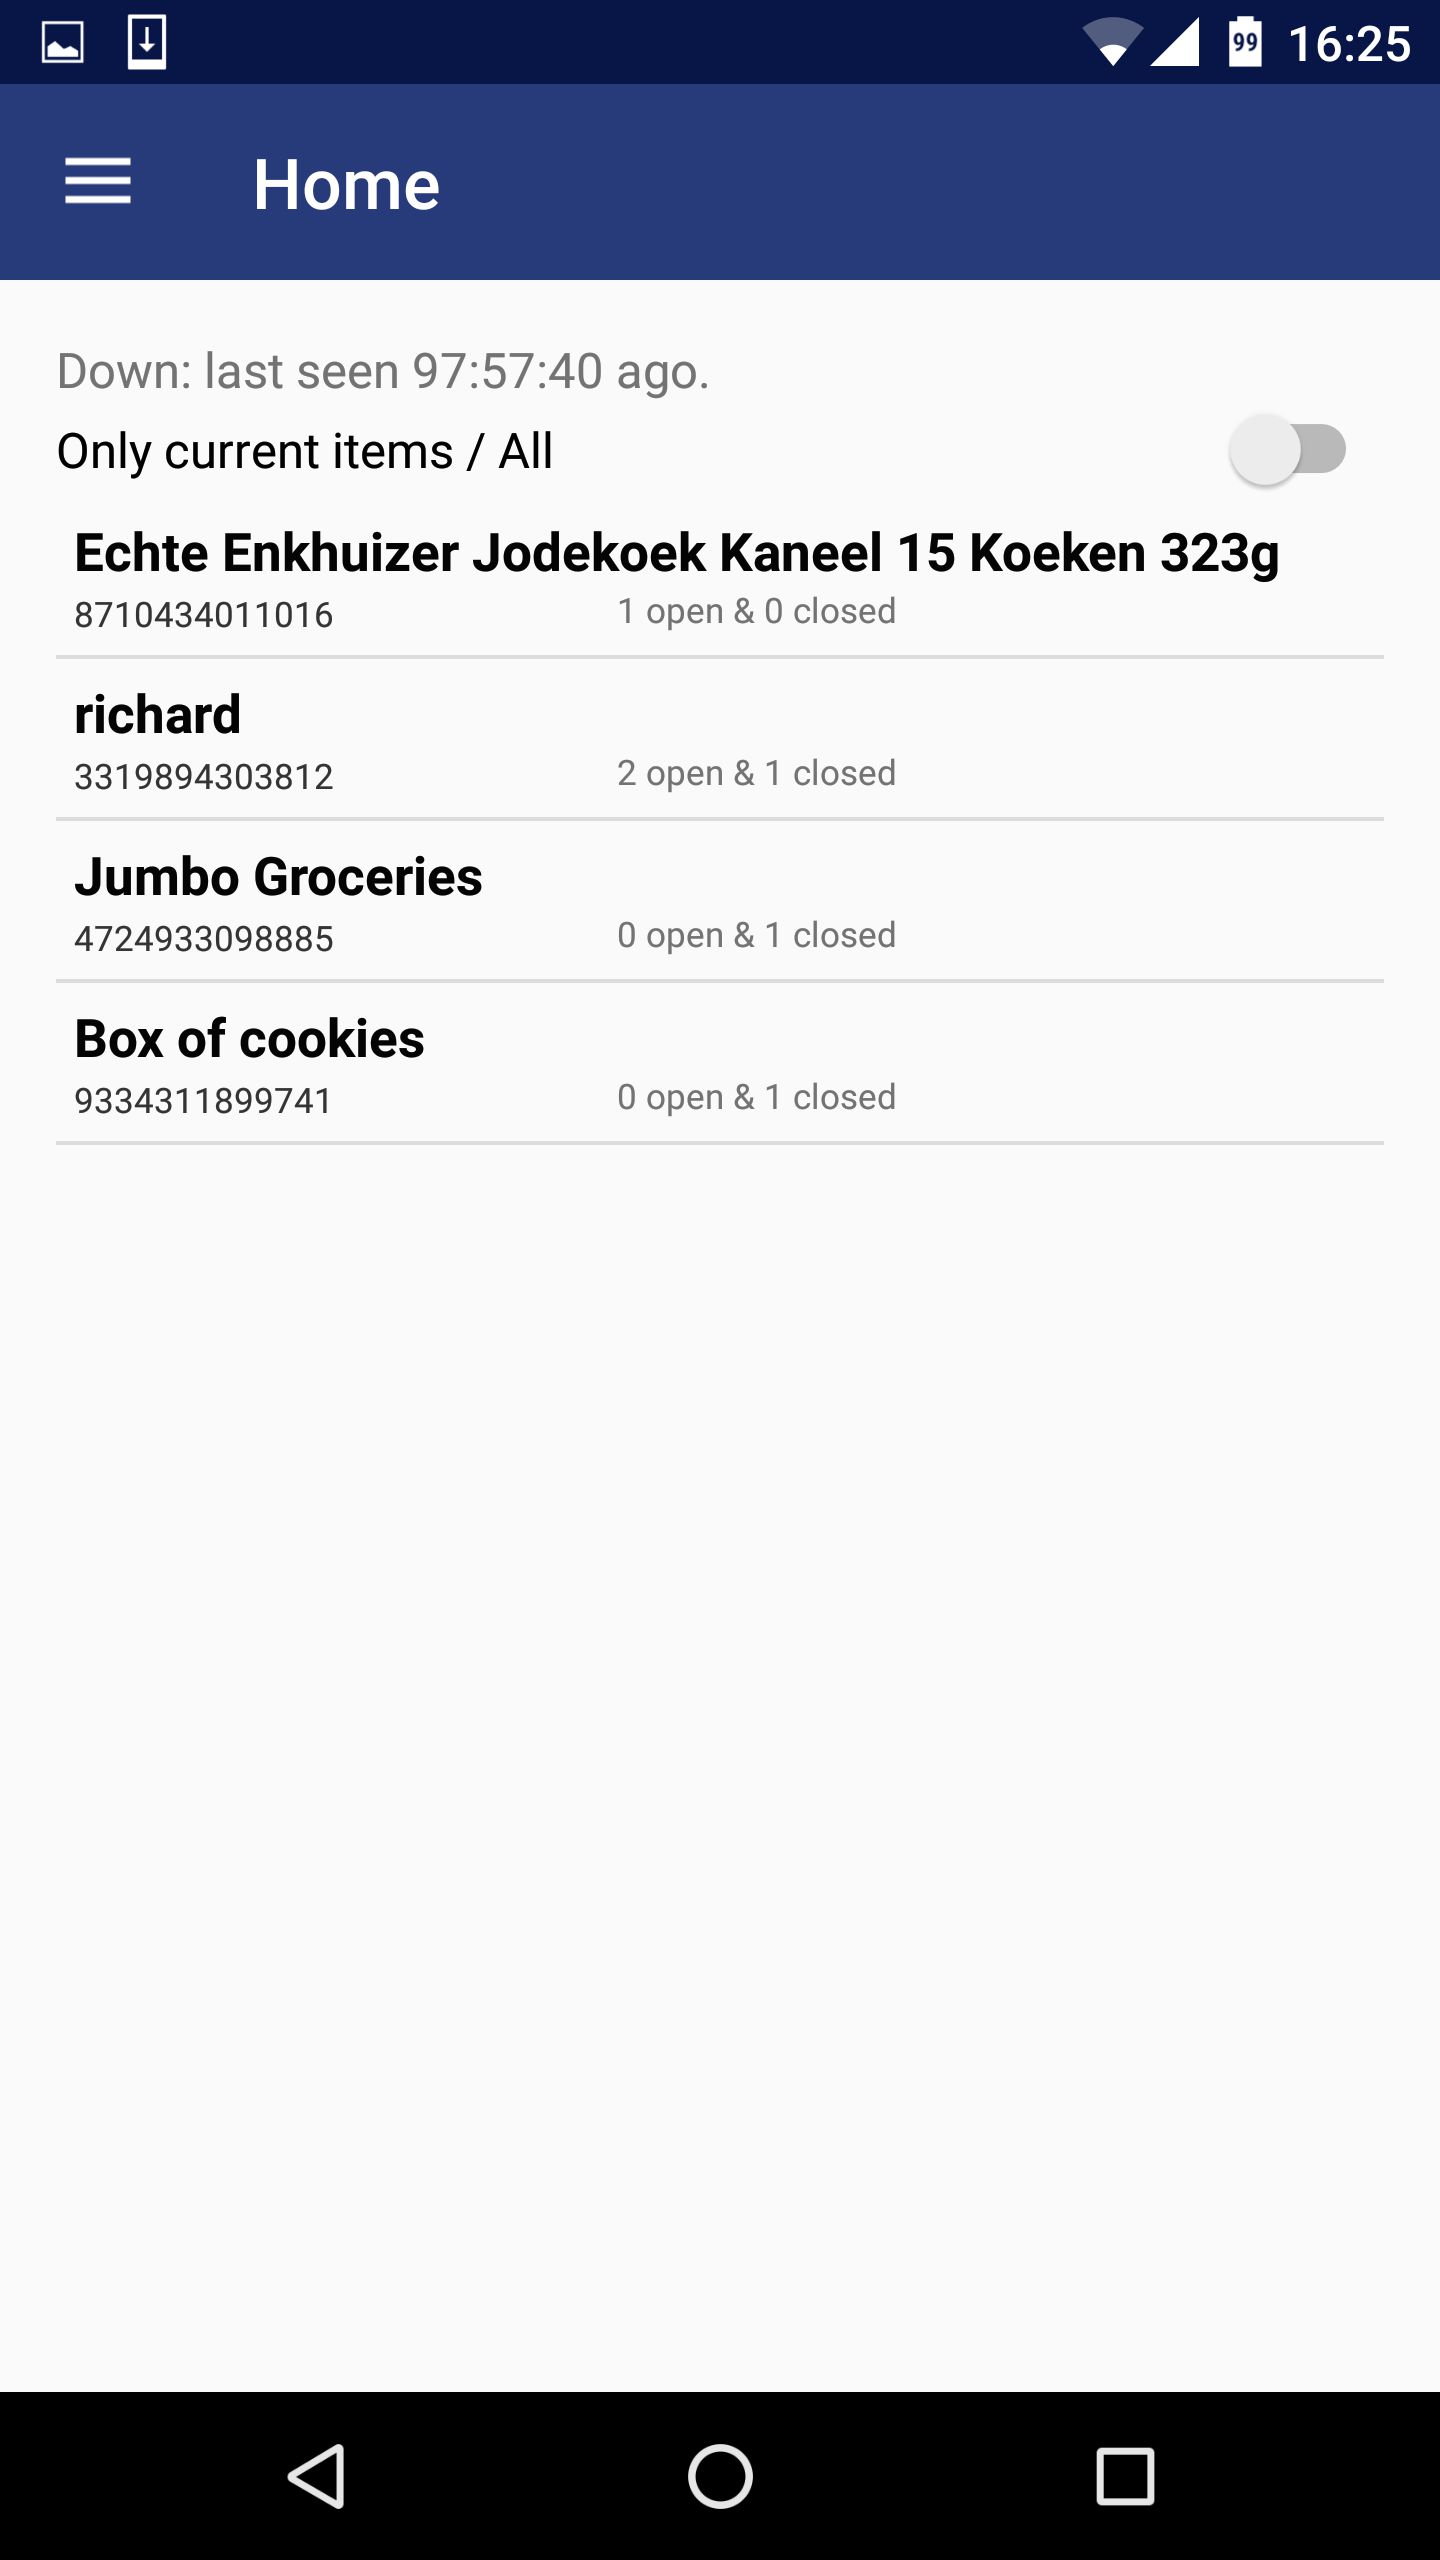 99 16:25
Home
Down: last seen 97:57:40 ago.
Only current items / All
Echte Enkhuizer Jodekoek Kaneel 15 Koeken 323g
8710434011016 1 open & 0 closed
richard
3319894303812 2 open & 1 closed
Jumbo Groceries
4724933098885 0 open & 1 closed
Box of cookies
9334311899741 0 open & 1 closed